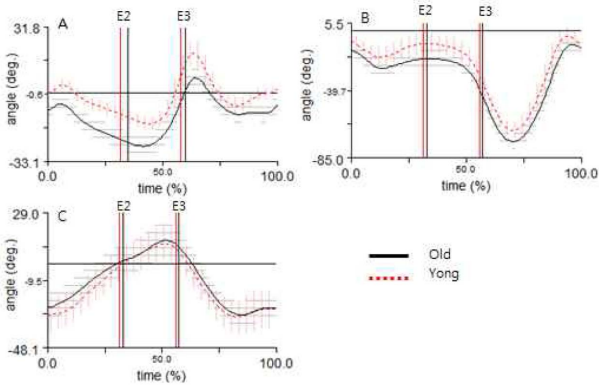 A
E2 E3
31.8
-0.6
-33.1
angle (deg.)
0.0 50.0 100.0
time (%)
B
E2 E3
5.5
-39.7
-85.0
angle (deg.)
0.0 50.0 100.0
time (%)
C
E2 E3
29.0
-9.5
-48.1
angle (deg.)
0.0 50.0 100.0
time (%)
Old
Yong